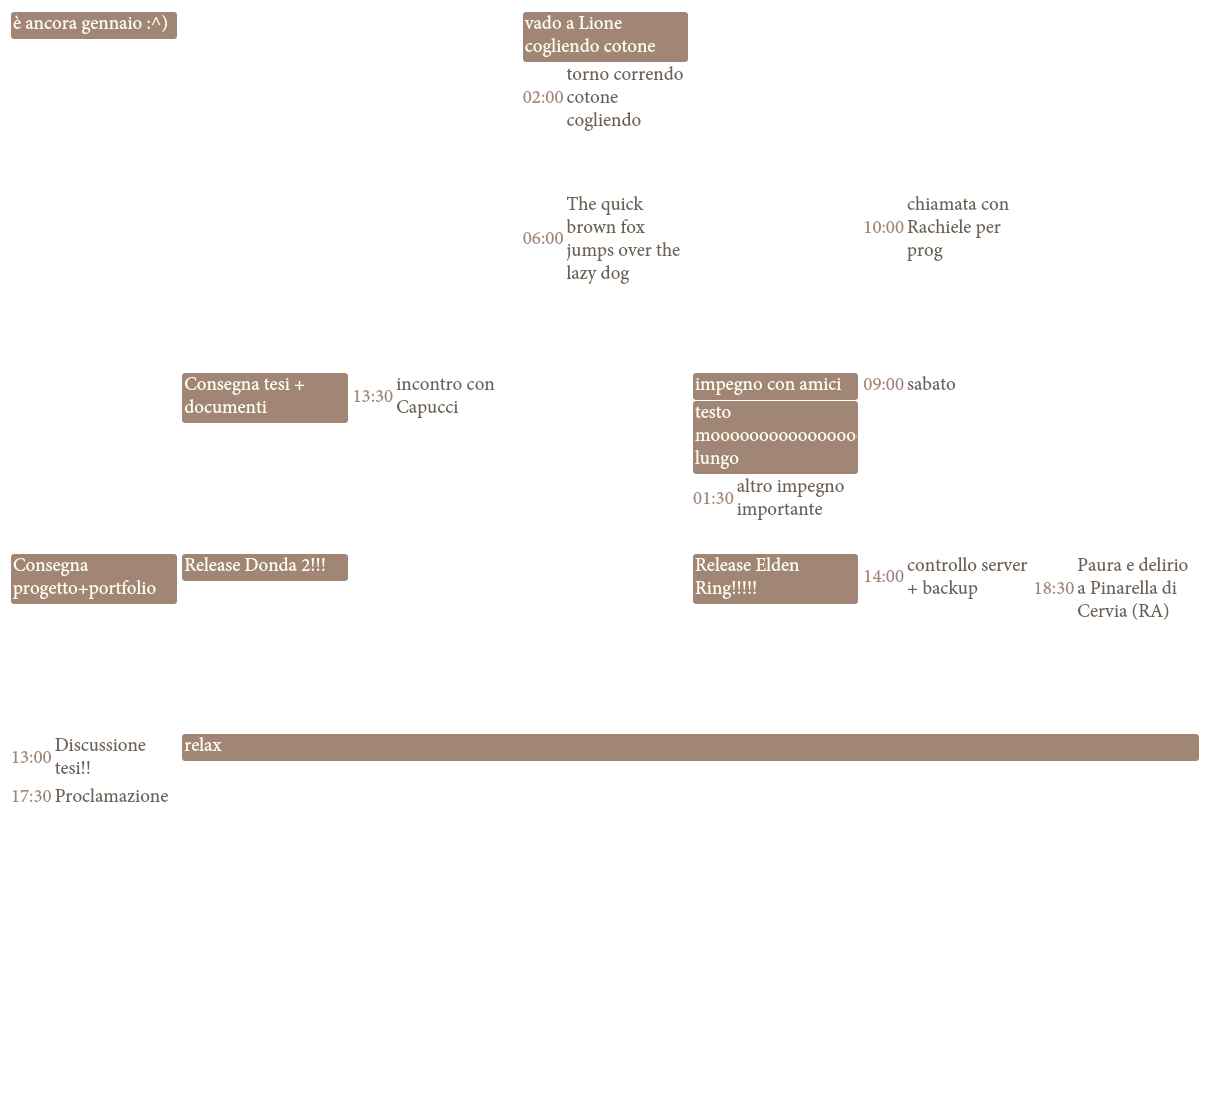 è ancora gennaio :^)
vado a Lione
cogliendo cotone
02:00 torno correndo
cotone
cogliendo
06:00 The quick
brown fox
jumps over the
lazy dog
10:00 chiamata con
Rachiele per
prog
Consegna tesi +
documenti
13:30 incontro con
Capucci
impegno con amici
testo
mooooooooooooooo
lungo
01:30 altro impegno
importante
09:00 sabato
Consegna
progetto+portfolio
Release Donda 2!!!
Release Elden
Ring!!!!!
14:00 controllo server
+ backup
18:30 Paura e delirio
a Pinarella di
Cervia (RA)
13:00 Discussione
tesi!!
17:30 Proclamazione
relax